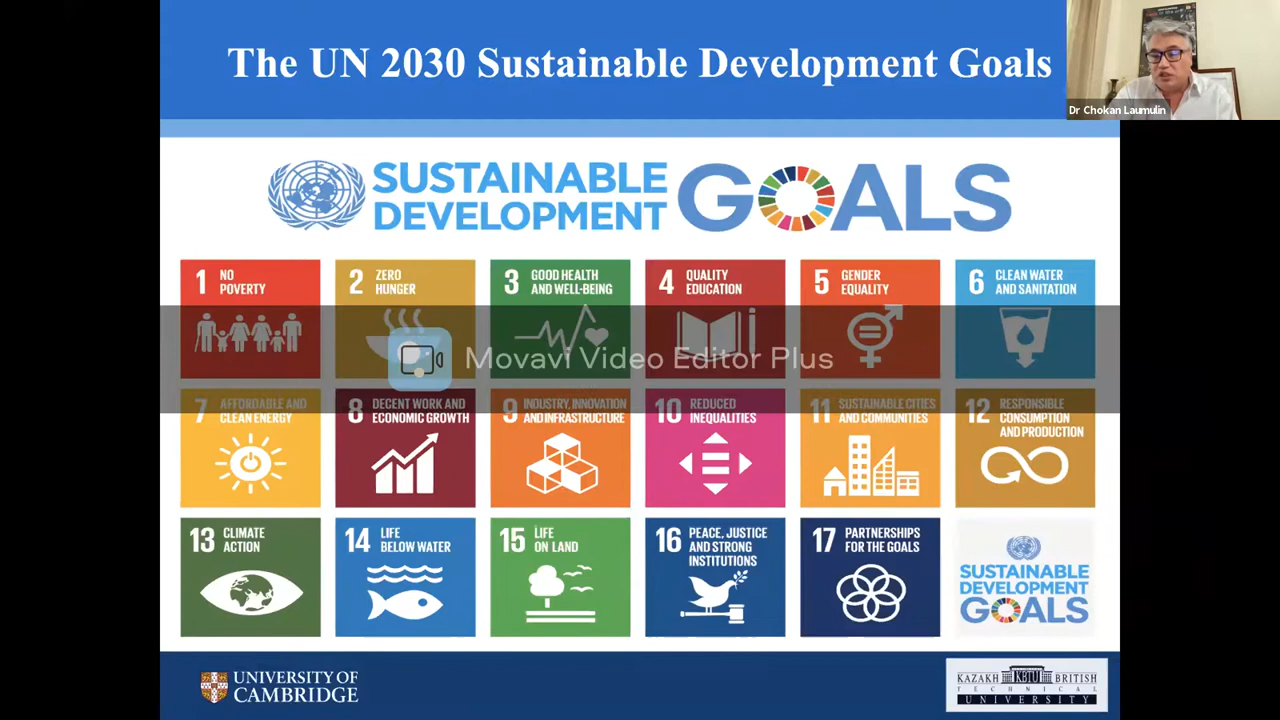 The UN 2030 Sustainable Development Goals
Dr Chokan Laumulin
SUSTAINABLE
DEVELOPMENT
GOALS
1 NO
POVERTY
2 ZERO
HUNGER
3 GOOD HEALTH
AND WELL-BEING
4 QUALITY
EDUCATION
5 GENDER
EQUALITY
6 CLEAN WATER
AND SANITATION
Movavi Video Editor Plus
7 AFFORDABLE AND
CLEAN ENERGY
8 DECENT WORK AND
ECONOMIC GROWTH
9 INDUSTRY, INNOVATION
AND INFRASTRUCTURE
10 REDUCED
INEQUALITIES
11 SUSTAINABLE CITIES
AND COMMUNITIES
12 RESPONSIBLE
CONSUMPTION
AND PRODUCTION
13 CLIMATE
ACTION
14 LIFE
BELOW WATER
15 LIFE
ON LAND
16 PEACE, JUSTICE
AND STRONG
INSTITUTIONS
17 PARTNERSHIPS
FOR THE GOALS
SUSTAINABLE
DEVELOPMENT
GOALS
UNIVERSITY OF
CAMBRIDGE
KAZAKH KBTU BRITISH
TECHNICAL
UNIVERSITY